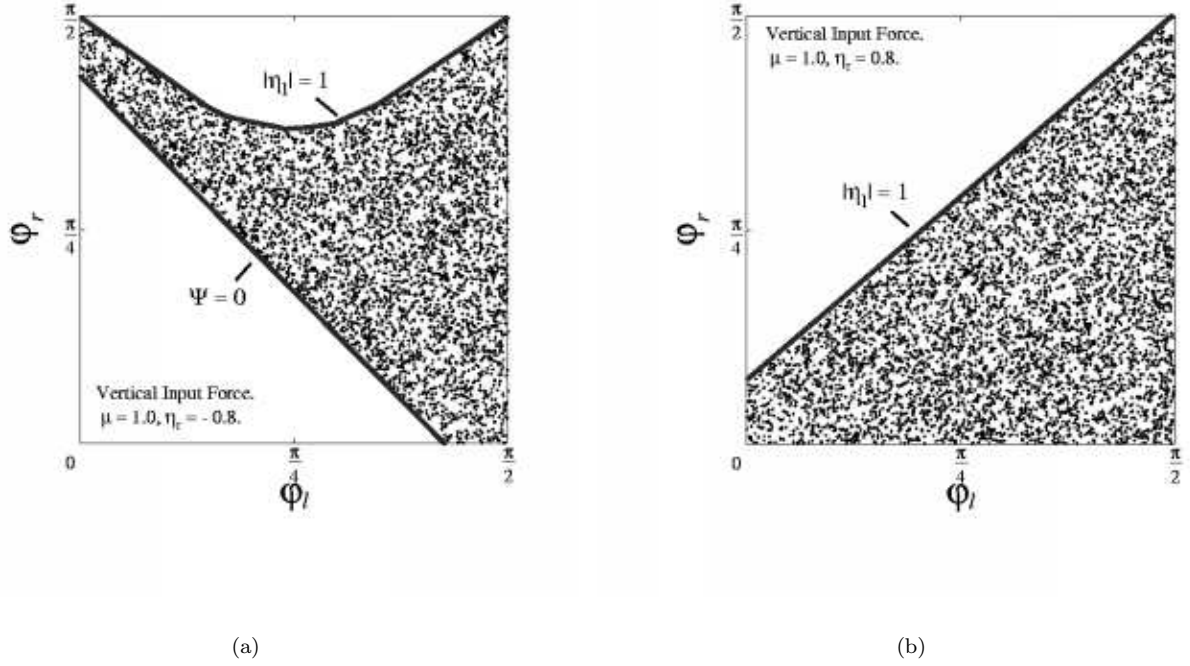 π
2
|η_l| = 1
φ_r
π
4
Ψ = 0
Vertical Input Force.
μ = 1.0, η_r = - 0.8.
0
π
4
π
2
φ_l
(a)
π
2
Vertical Input Force.
μ = 1.0, η_r = 0.8.
|η_l| = 1
φ_r
π
4
0
π
4
π
2
φ_l
(b)